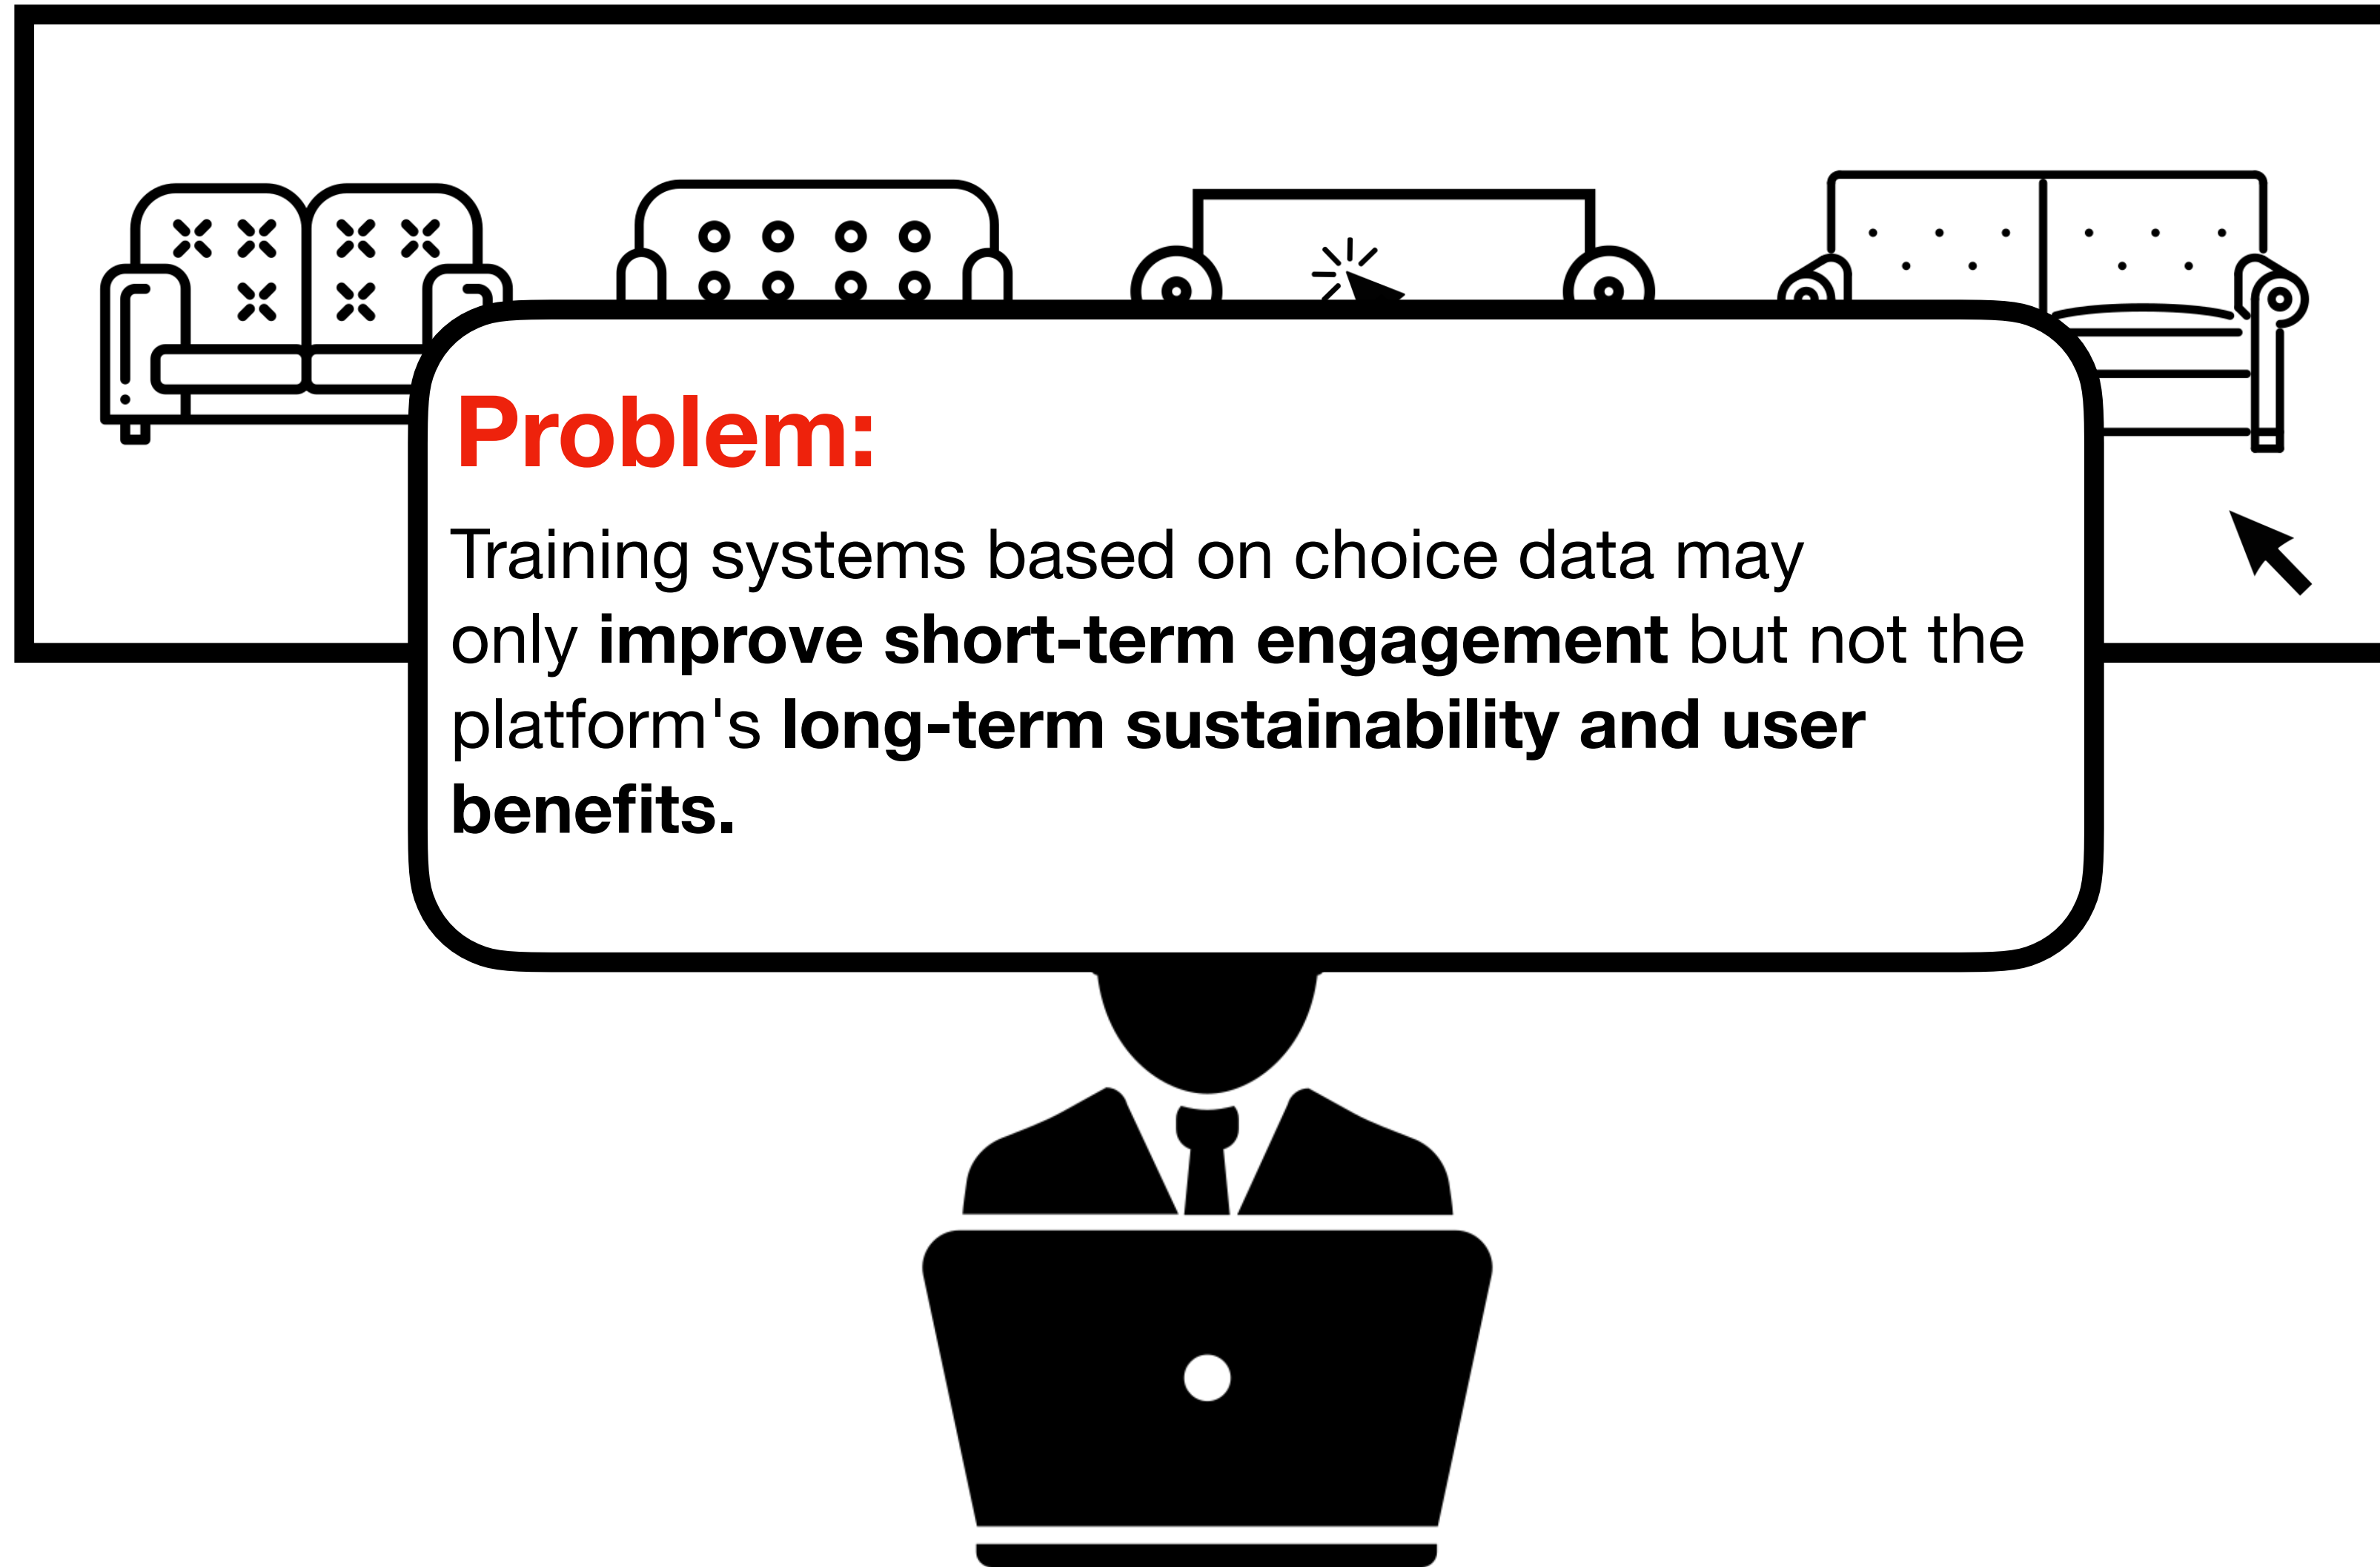 Problem:
Training systems based on choice data may
only improve short-term engagement but not the
platform's long-term sustainability and user
benefits.